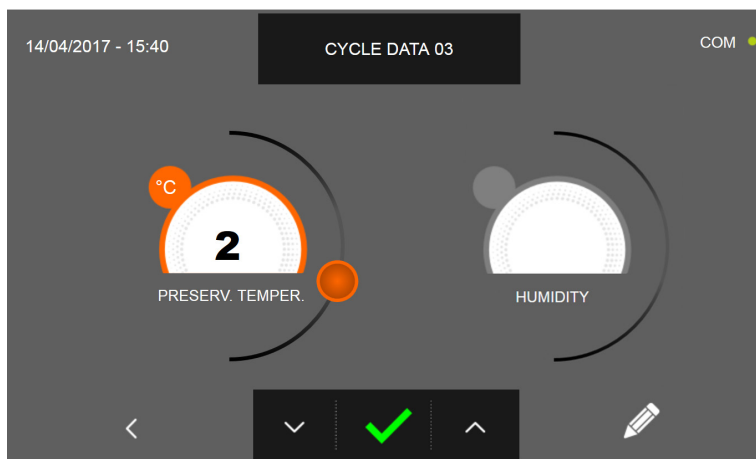 14/04/2017 - 15:40
CYCLE DATA 03
COM
°C
2
PRESERV. TEMPER.
HUMIDITY